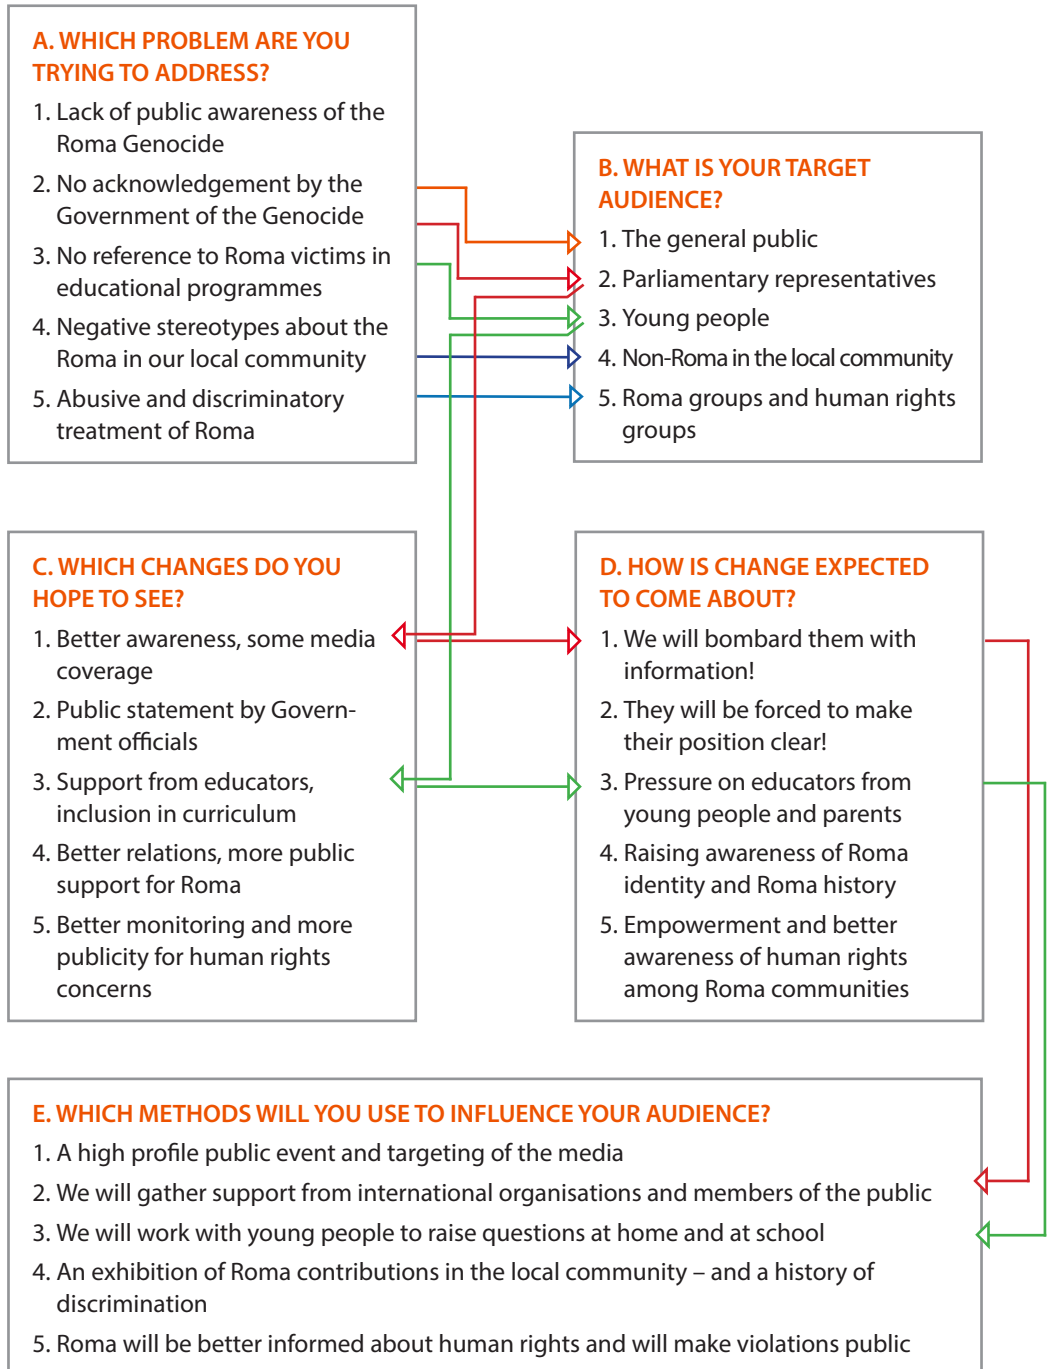 A. WHICH PROBLEM ARE YOU
TRYING TO ADDRESS?
1. Lack of public awareness of the
Roma Genocide
2. No acknowledgement by the
Government of the Genocide
3. No reference to Roma victims in
educational programmes
4. Negative stereotypes about the
Roma in our local community
5. Abusive and discriminatory
treatment of Roma
B. WHAT IS YOUR TARGET
AUDIENCE?
1. The general public
2. Parliamentary representatives
3. Young people
4. Non-Roma in the local community
5. Roma groups and human rights
groups
C. WHICH CHANGES DO YOU
HOPE TO SEE?
1. Better awareness, some media
coverage
2. Public statement by Govern-
ment officials
3. Support from educators,
inclusion in curriculum
4. Better relations, more public
support for Roma
5. Better monitoring and more
publicity for human rights
concerns
D. HOW IS CHANGE EXPECTED
TO COME ABOUT?
1. We will bombard them with
information!
2. They will be forced to make
their position clear!
3. Pressure on educators from
young people and parents
4. Raising awareness of Roma
identity and Roma history
5. Empowerment and better
awareness of human rights
among Roma communities
E. WHICH METHODS WILL YOU USE TO INFLUENCE YOUR AUDIENCE?
1. A high profile public event and targeting of the media
2. We will gather support from international organisations and members of the public
3. We will work with young people to raise questions at home and at school
4. An exhibition of Roma contributions in the local community – and a history of
discrimination
5. Roma will be better informed about human rights and will make violations public